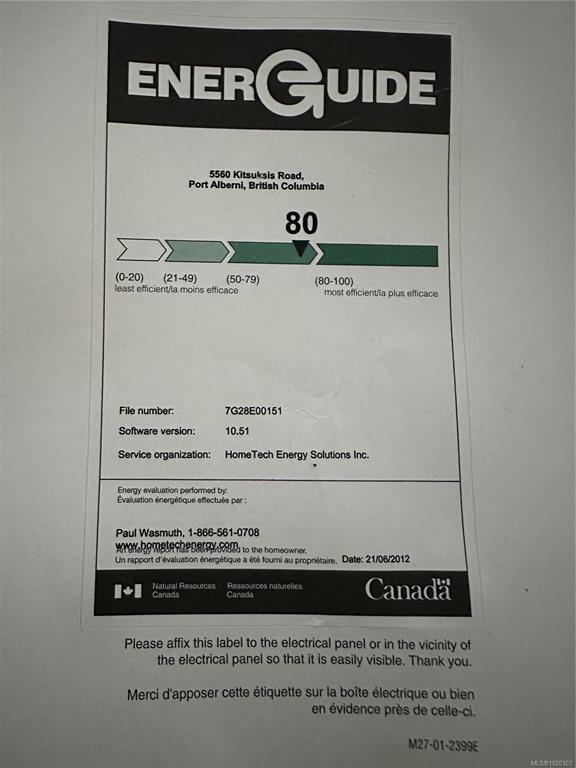 ENERGUIDE
5560 Kitsuksis Road,
Port Alberni, British Columbia
80
(0-20) (21-49) (50-79) (80-100)
least efficient/la moins efficace most efficient/la plus efficace
File number: 7G28E00151
Software version: 10.51
Service organization: HomeTech Energy Solutions Inc.
Energy evaluation performed by:
Évaluation énergétique effectuée par :
Paul Wasmuth, 1-866-561-0708
www.hometechenergy.com
An energy report has been provided to the homeowner.
Un rapport d'évaluation énergétique a été fourni au propriétaire. Date: 21/06/2012
Natural Resources Ressources naturelles
Canada Canada
Canada
Please affix this label to the electrical panel or in the vicinity of
the electrical panel so that it is easily visible. Thank you.
Merci d'apposer cette étiquette sur la boîte électrique ou bien
en évidence près de celle-ci.
M27-01-2399E
MLS®1020303